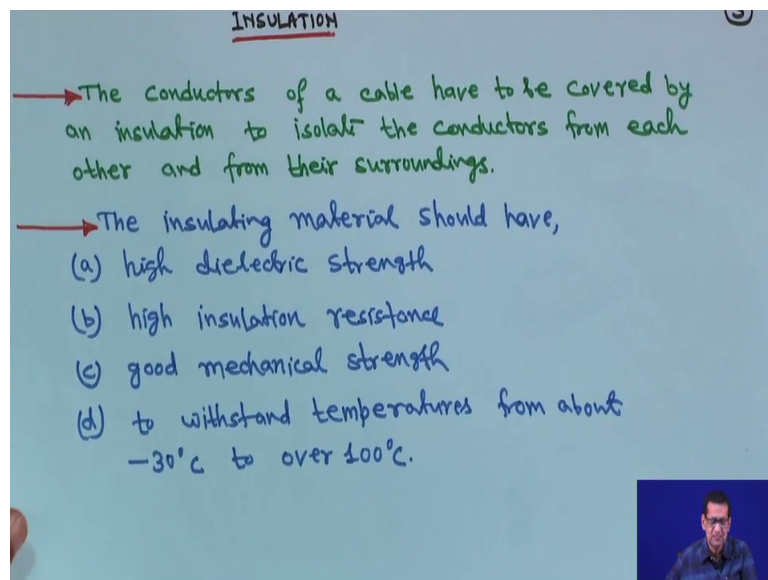 INSULATION
3
The conductors of a cable have to be covered by
an insulation to isolate the conductors from each
other and from their surroundings.
The insulating material should have,
(a) high dielectric strength
(b) high insulation resistance
(c) good mechanical strength
(d) to withstand temperatures from about
-30°c to over 100°c.